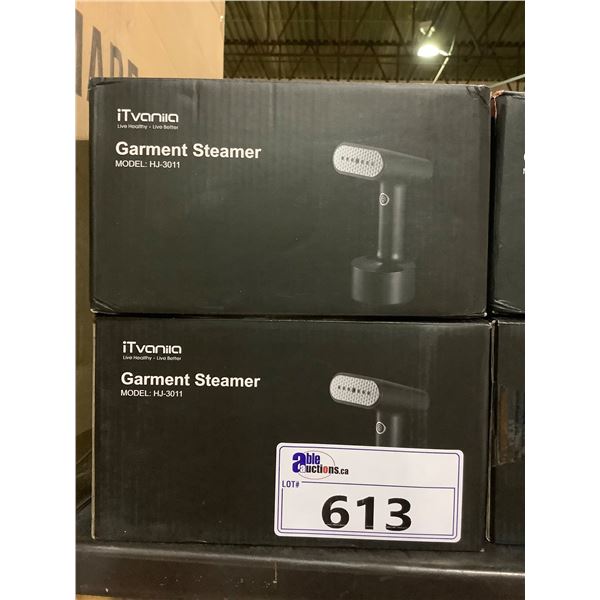 iTvanila
Live Healthy - Live Better
Garment Steamer
MODEL: HJ-3011
iTvanila
Live Healthy - Live Better
Garment Steamer
MODEL: HJ-3011
able
auctions.ca
LOT#
613